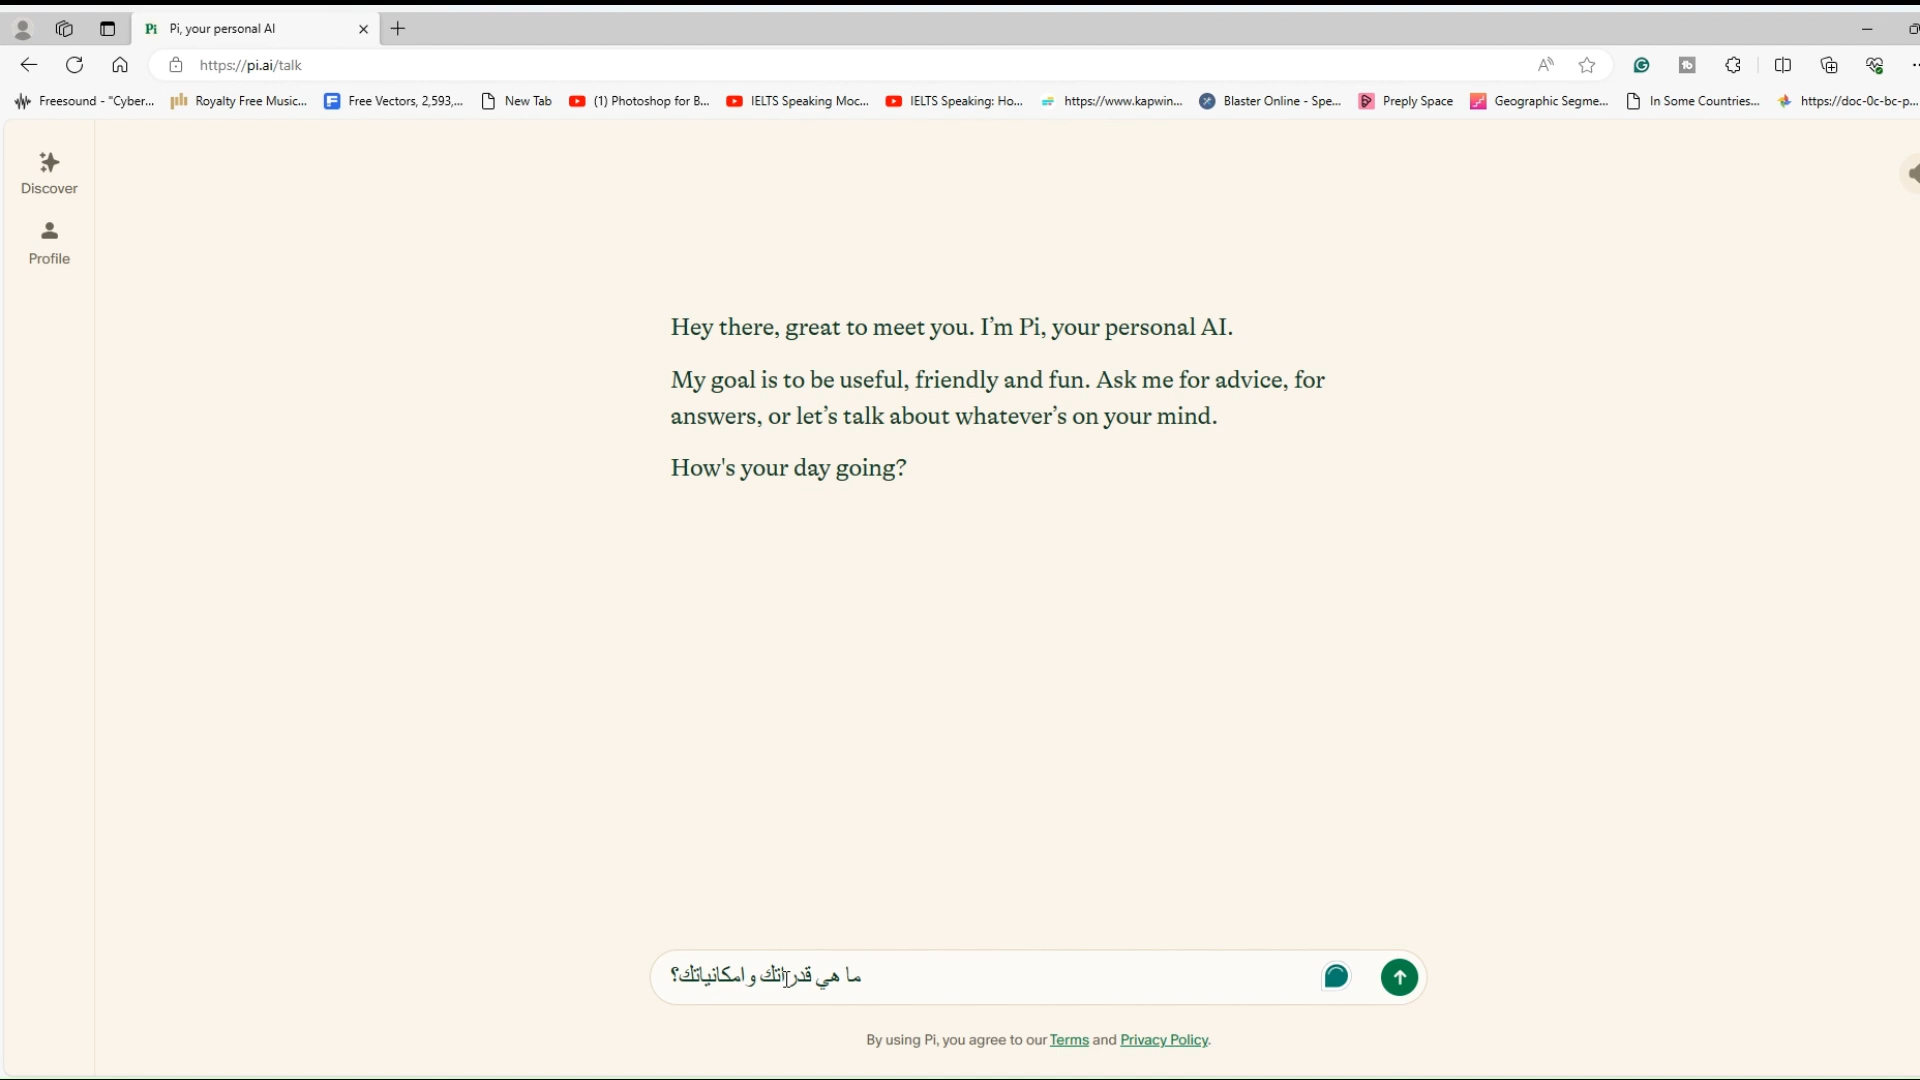 Pi Pi, your personal AI
https://pi.ai/talk
Freesound - "Cyber... Royalty Free Music... Free Vectors, 2,593,... New Tab (1) Photoshop for B... IELTS Speaking Moc... IELTS Speaking: Ho... https://www.kapwin... Blaster Online - Spe... Preply Space Geographic Segme... In Some Countries... https://doc-0c-bc-p...
Discover
Profile
Hey there, great to meet you. I’m Pi, your personal AI.
My goal is to be useful, friendly and fun. Ask me for advice, for
answers, or let’s talk about whatever’s on your mind.
How's your day going?
ما هي قدراتك و امكانياتك؟
By using Pi, you agree to our Terms and Privacy Policy.